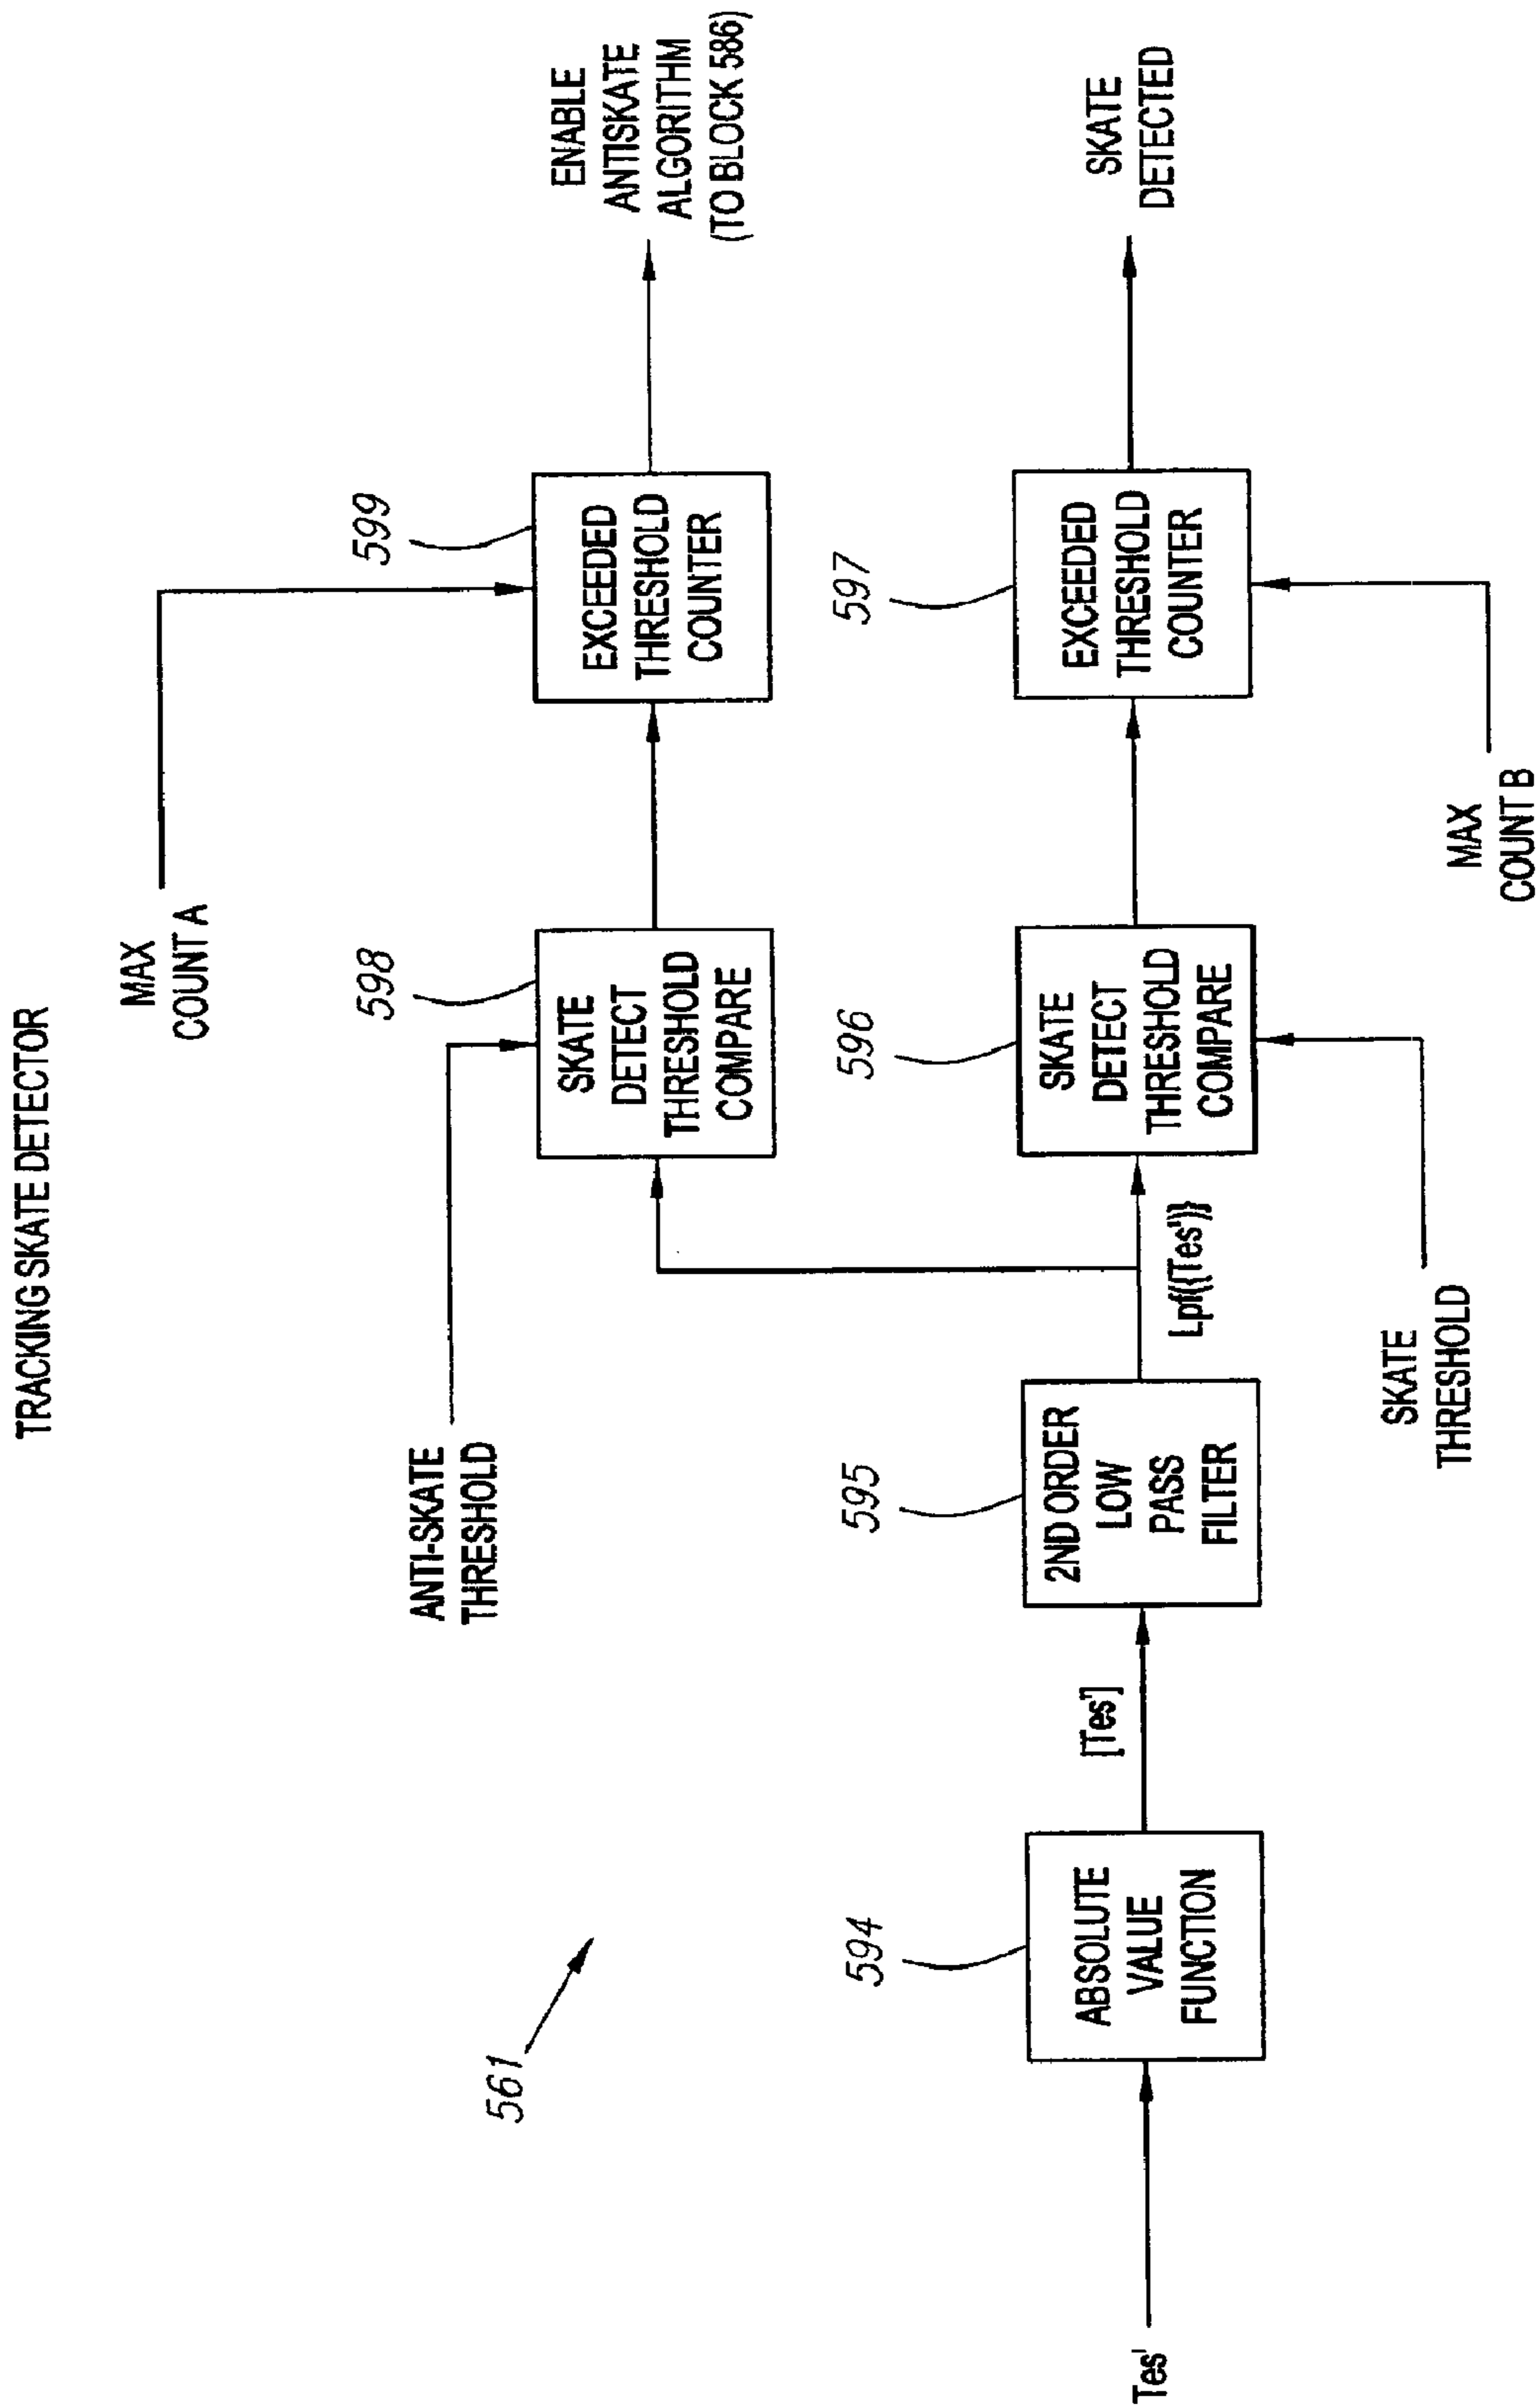 TRACKING SKATE DETECTOR
MAX
COUNT A
ANTI-SKATE
THRESHOLD
598
SKATE
DETECT
THRESHOLD
COMPARE
599
EXCEEDED
THRESHOLD
COUNTER
ENABLE
ANTISKATE
ALGORITHM
(TO BLOCK 586)
561
Tes'
594
ABSOLUTE
VALUE
FUNCTION
[Tes']
595
2ND ORDER
LOW
PASS
FILTER
Lpf({Tes'})
596
SKATE
DETECT
THRESHOLD
COMPARE
597
EXCEEDED
THRESHOLD
COUNTER
SKATE
DETECTED
SKATE
THRESHOLD
MAX
COUNT B